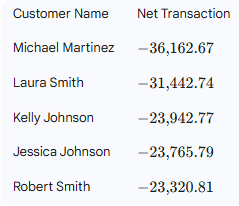 Customer Name Net Transaction
Michael Martinez −36,162.67
Laura Smith −31,442.74
Kelly Johnson −23,942.77
Jessica Johnson −23,765.79
Robert Smith −23,320.81